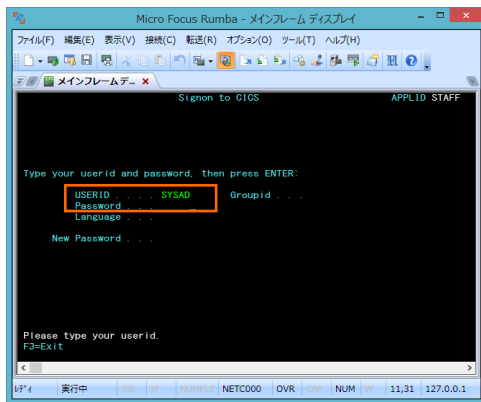 Micro Focus Rumba - メインフレーム ディスプレイ
ファイル(F) 編集(E) 表示(V) 接続(C) 転送(R) オプション(O) ツール(T) ヘルプ(H)
メインフレームデ...
Signon to CICS APPLID STAFF
Type your userid and password, then press ENTER:
USERID . . . . SYSAD Groupid . . .
Password . . . _
Language . . .
New Password . . .
Please type your userid.
F3=Exit
ﾚﾃﾞｨ 実行中 SSL NUMFLD NETC000 OVR CAP NUM W 11,31 127.0.0.1